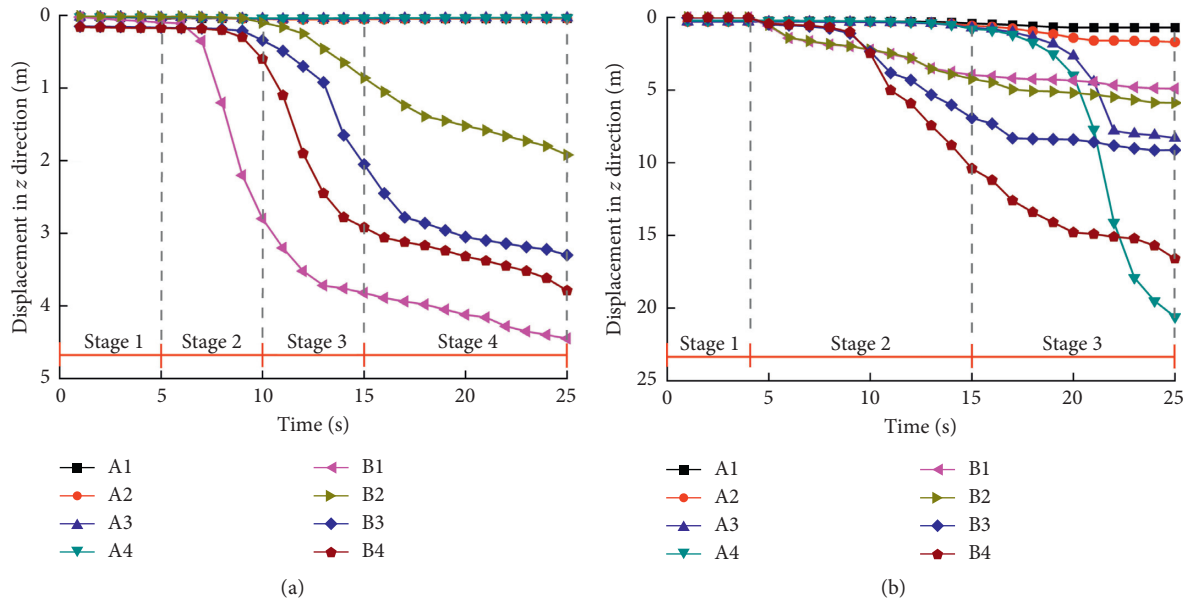 0
1
2
3
4
5
Displacement in z direction (m)
Stage 1
Stage 2
Stage 3
Stage 4
0
5
10
15
20
25
Time (s)
A1
A2
A3
A4
B1
B2
B3
B4
(a)
0
5
10
15
20
25
Displacement in z direction (m)
Stage 1
Stage 2
Stage 3
0
5
10
15
20
25
Time (s)
A1
A2
A3
A4
B1
B2
B3
B4
(b)